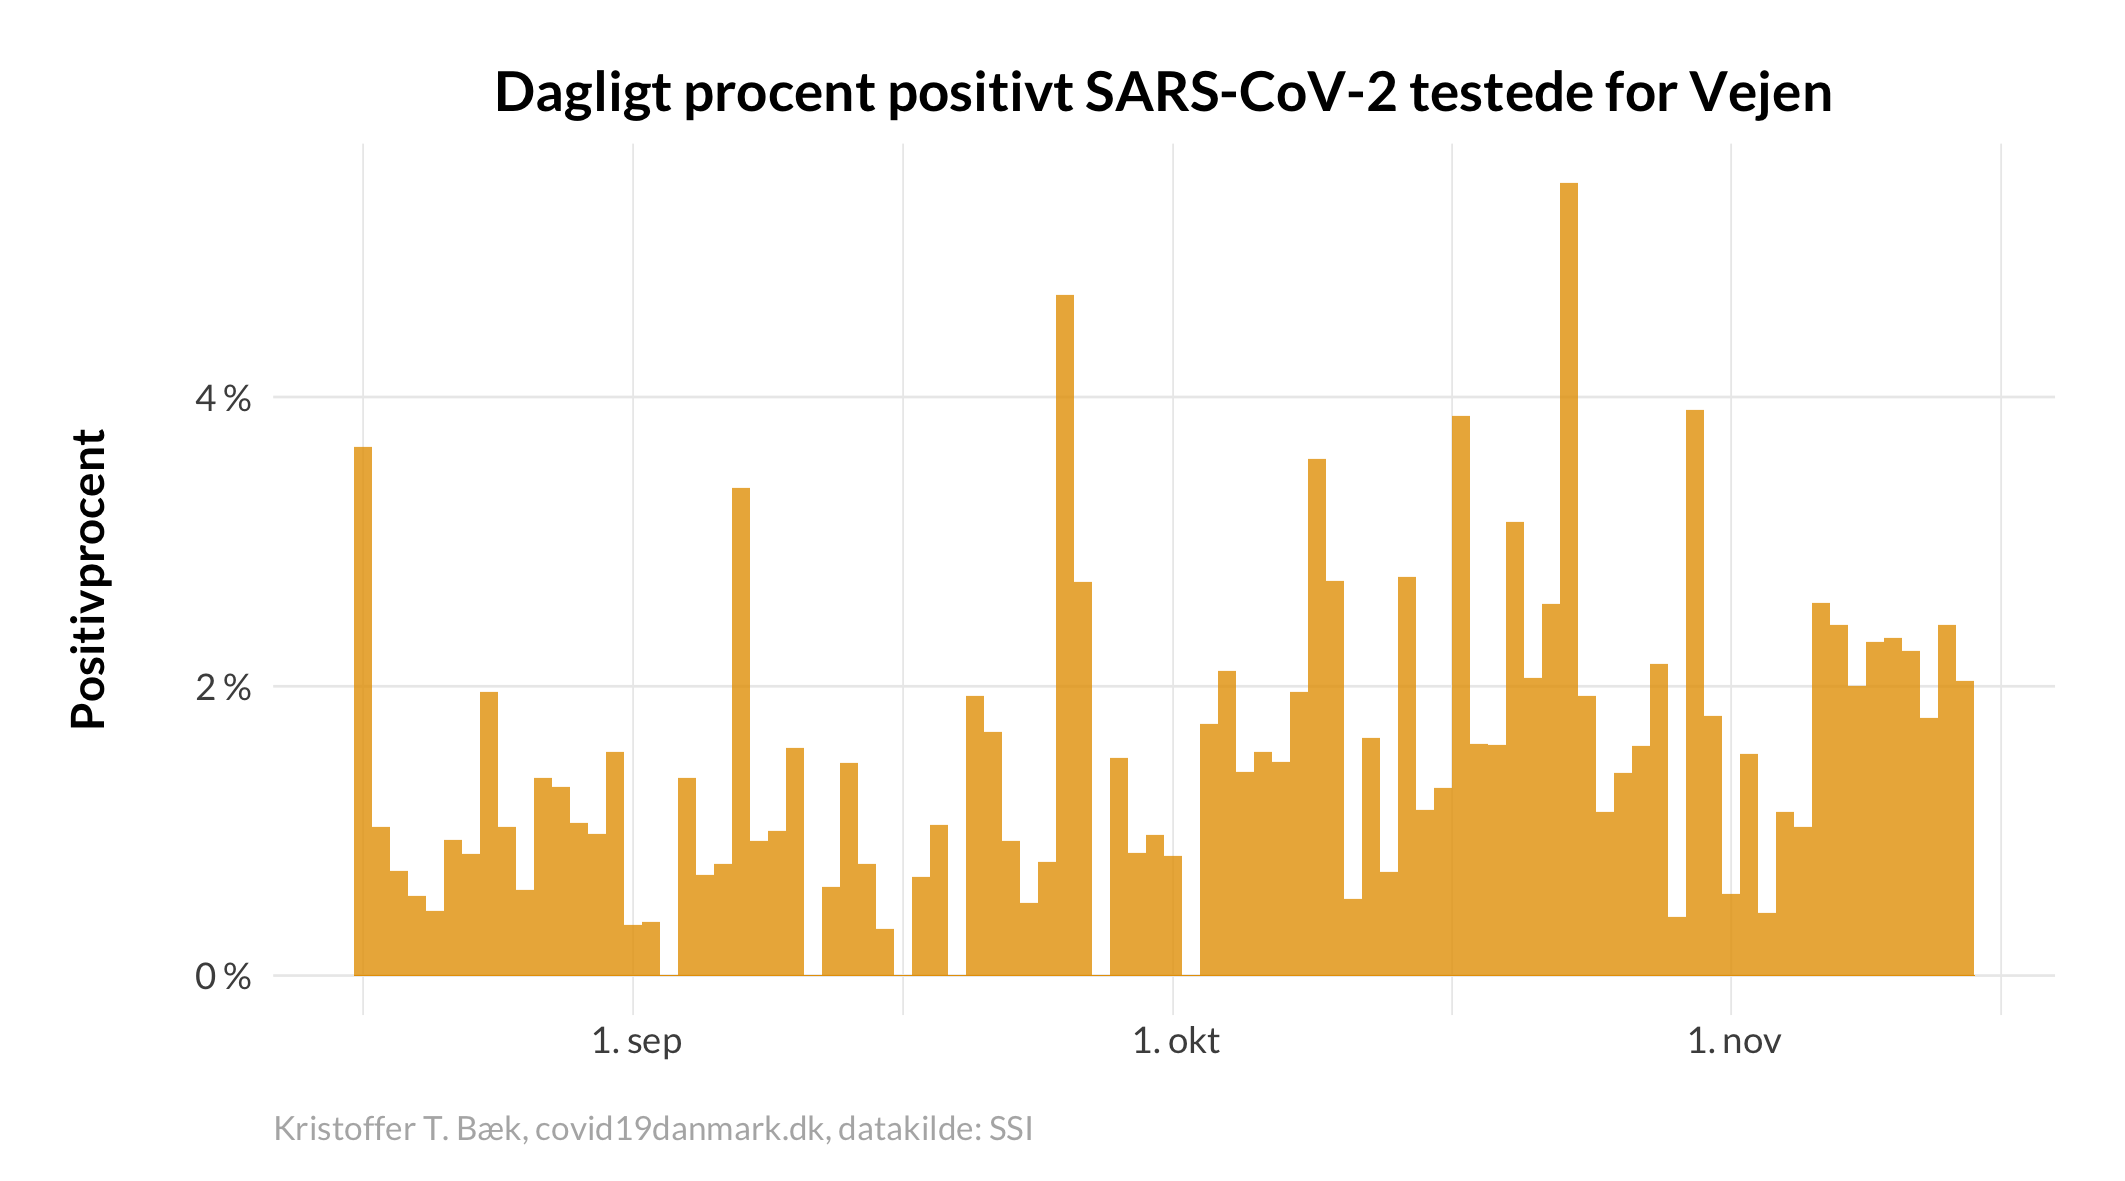 Dagligt procent positivt SARS-CoV-2 testede for Vejen
Positivprocent
4 %
2 %
0 %
1. sep
1. okt
1. nov
Kristoffer T. Bæk, covid19danmark.dk, datakilde: SSI